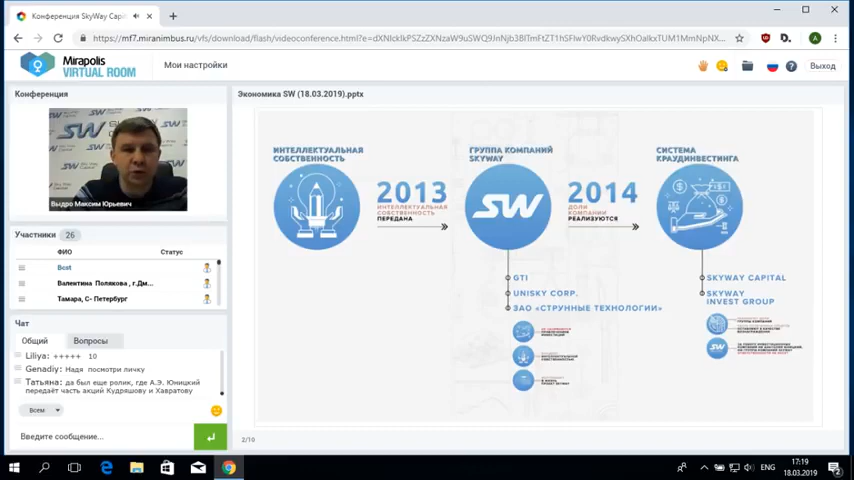 Конференция SkyWay Capi
https://mf7.miranimbus.ru/vfs/download/flash/videoconference.html?e=
A
Mirapolis
VIRTUAL ROOM
Мои настройки
Выход
Конференция
Выдро Максим Юрьевич
Участники 26
ФИО Статус
Best
Валентина Полякова , г.Дм...
Тамара, С- Петербург
Чат
Общий Вопросы
Liliya: +++++ 10
Genadiy: Надя посмотри личку
Татьяна: да был еще ролик, где А.Э. Юницкий
передаёт часть акций Кудряшову и Хавратову
Всем
Введите сообщение...
Экономика SW (18.03.2019).pptx
ИНТЕЛЛЕКТУАЛЬНАЯ
СОБСТВЕННОСТЬ
2013
ИНТЕЛЛЕКТУАЛЬНАЯ
СОБСТВЕННОСТЬ
ПЕРЕДАНА
ГРУППА КОМПАНИЙ
SKYWAY
SW
GTI
UNISKY CORP.
ЗАО «СТРУННЫЕ ТЕХНОЛОГИИ»
2014
ДОЛИ
КОМПАНИИ
РЕАЛИЗУЮТСЯ
СИСТЕМА
КРАУДИНВЕСТИНГА
SKYWAY CAPITAL
SKYWAY
INVEST GROUP
SW
2/10
ENG
17:19
18.03.2019